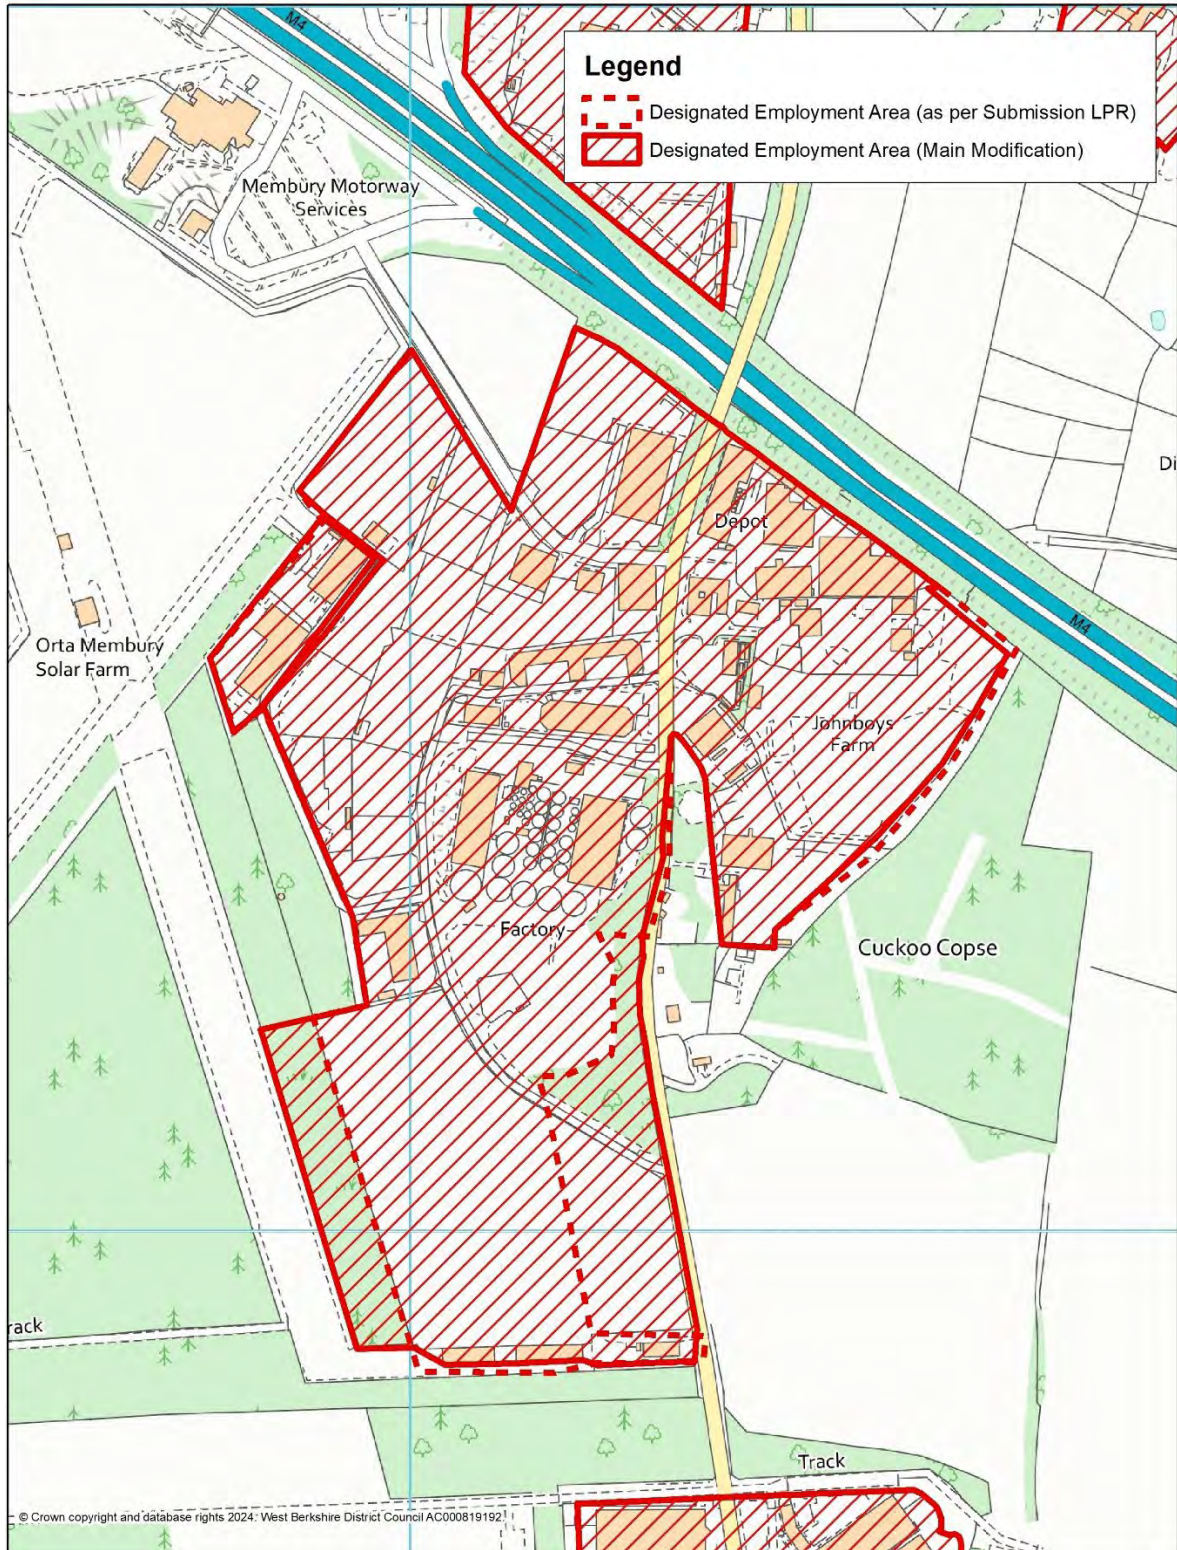 M4
Legend
Designated Employment Area (as per Submission LPR)
Designated Employment Area (Main Modification)
Membury Motorway
Services
Di
Depot
M4
Orta Membury
Solar Farm
Johnboys
Farm
Factory
Cuckoo Copse
rack
Track
© Crown copyright and database rights 2024: West Berkshire District Council AC000819192